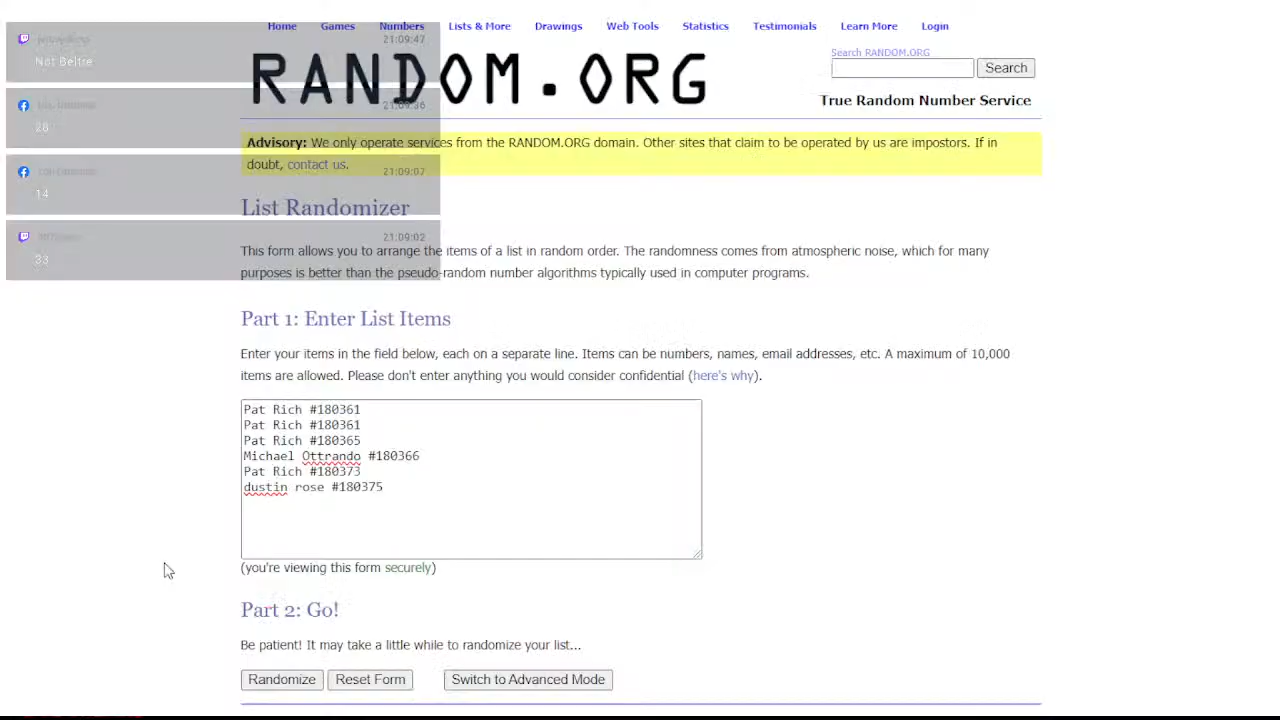 Home Games Numbers Lists & More Drawings Web Tools Statistics Testimonials Learn More Login
21:09:47
Not Beltre
21:09:36
28
21:09:07
14
21:09:02
33
RANDOM.ORG
Search RANDOM.ORG
Search
True Random Number Service
Advisory: We only operate services from the RANDOM.ORG domain. Other sites that claim to be operated by us are impostors. If in
doubt, contact us.
List Randomizer
This form allows you to arrange the items of a list in random order. The randomness comes from atmospheric noise, which for many
purposes is better than the pseudo-random number algorithms typically used in computer programs.
Part 1: Enter List Items
Enter your items in the field below, each on a separate line. Items can be numbers, names, email addresses, etc. A maximum of 10,000
items are allowed. Please don't enter anything you would consider confidential (here's why).
Pat Rich #180361
Pat Rich #180361
Pat Rich #180365
Michael Ottrando #180366
Pat Rich #180373
dustin rose #180375
(you're viewing this form securely)
Part 2: Go!
Be patient! It may take a little while to randomize your list...
Randomize Reset Form Switch to Advanced Mode